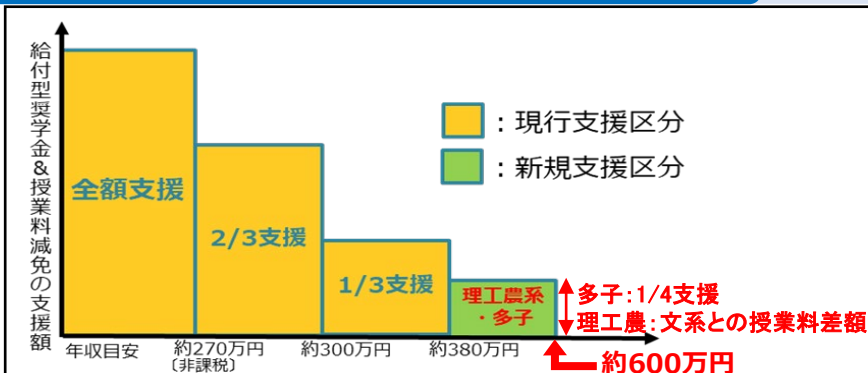 給付型奨学金&授業料減免の支援額
:現行支援区分
:新規支援区分
全額支援
2/3支援
1/3支援
理工農系
・多子
多子:1/4支援
理工農:文系との授業料差額
年収目安
約270万円
〔非課税〕
約300万円
約380万円
約600万円